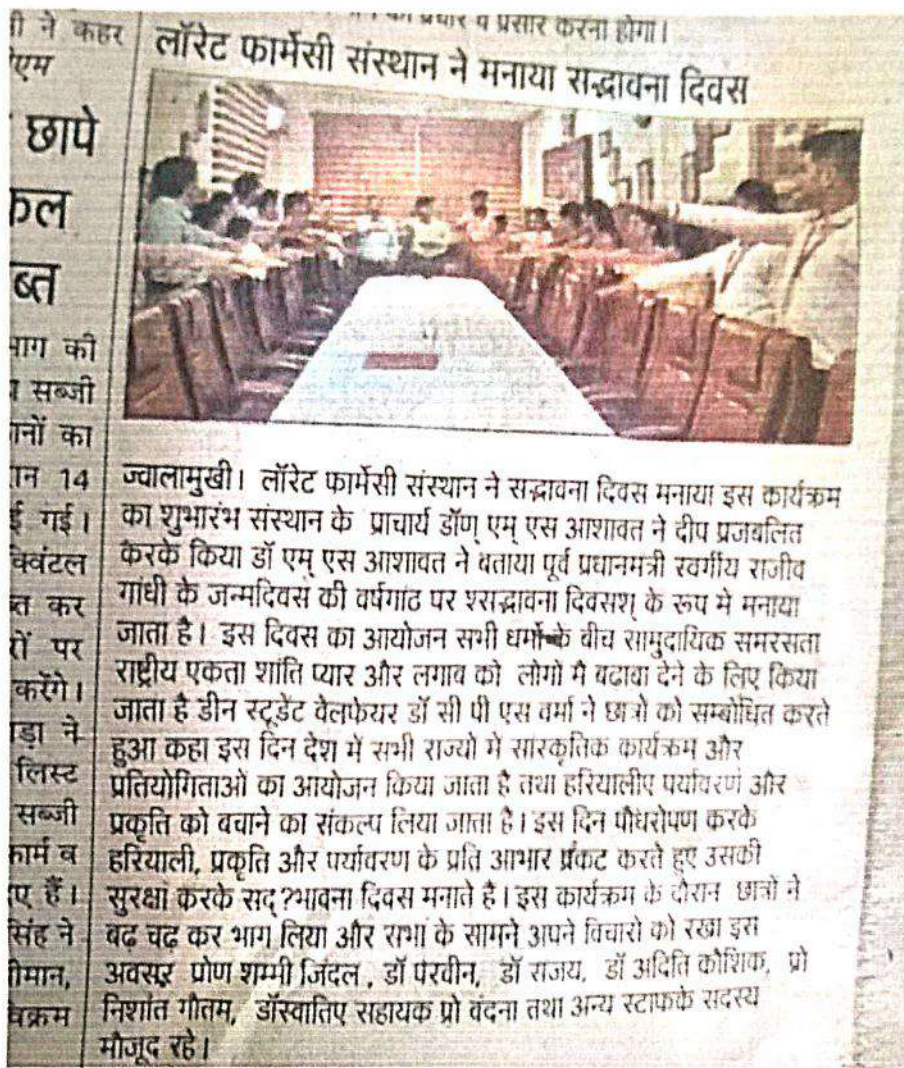 व प्रसार करना होगा।
लॉरेट फार्मेसी संस्थान ने मनाया सद्भावना दिवस
ने कहर
छापे
भाग की
सब्जी
14
गई।
क्विंटल
कर
पर
करेंगे।
ने
लिस्ट
सब्जी
व
हैं।
सिंह ने
ज्वालामुखी। लॉरेट फार्मेसी संस्थान ने सद्भावना दिवस मनाया इस कार्यक्रम
का शुभारंभ संस्थान के प्राचार्य डॉण् एम् एस आशावत ने दीप प्रजबलित
केरके किया डॉ एम् एस आशावत ने बताया पूर्व प्रधानमंत्री स्वर्गीय राजीव
गांधी के जन्मदिवस की वर्षगांठ पर श्सद्भावना दिवसश् के रूप मे मनाया
जाता है। इस दिवस का आयोजन सभी धर्मो के बीच सामुदायिक समरसता
राष्ट्रीय एकता शांति प्यार और लगाव को लोगों मै बढावा देने के लिए किया
जाता है डीन स्टूडेंट वेलफेयर डॉ सी पी एस वर्मा ने छात्रो को सम्बोधित करते
हुआ कहा इस दिन देश में सभी राज्यो मे सांस्कृतिक कार्यक्रम और
प्रतियोगिताओं का आयोजन किया जाता है तथा हरियालीए पर्यावरण और
प्रकृति को बचाने का संकल्प लिया जाता है। इस दिन पौधरोपण करके
हरियाली, प्रकृति और पर्यावरण के प्रति आभार प्रकट करते हुए उसकी
सुरक्षा करके सद्?भावना दिवस मनाते है। इस कार्यक्रम के दौरान छात्रो ने
बढ चढ कर भाग लिया और सभा के सामने अपने विचारो को रखा इस
अवसर प्रोण शम्मी जिंदल, डॉ परवीन, डॉ संजय, डॉ अदिति कौशिक, प्रो
निशांत गौतम, डॉस्वातिए सहायक प्रो वंदना तथा अन्य स्टाफके सदस्य
मौजूद रहे।